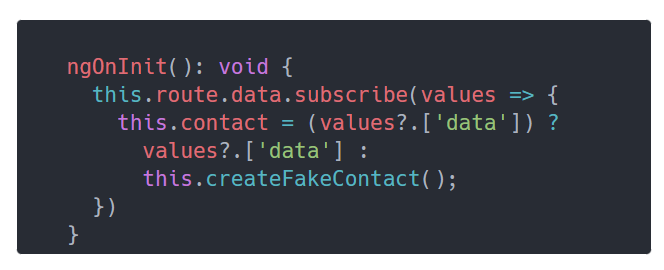 ngOnInit(): void {
  this.route.data.subscribe(values => {
    this.contact = (values?.['data']) ?
      values?.['data'] :
      this.createFakeContact();
  })
}